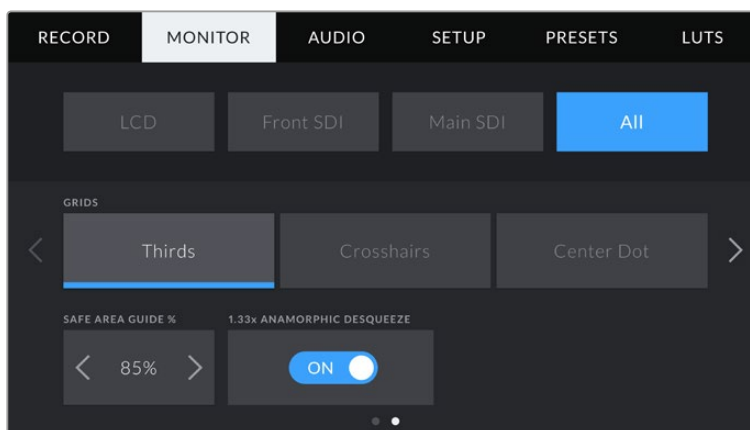 RECORD MONITOR AUDIO SETUP PRESETS LUTS
LCD Front SDI Main SDI All
GRIDS
Thirds Crosshairs Center Dot
SAFE AREA GUIDE % 1.33x ANAMORPHIC DESQUEEZE
85% ON